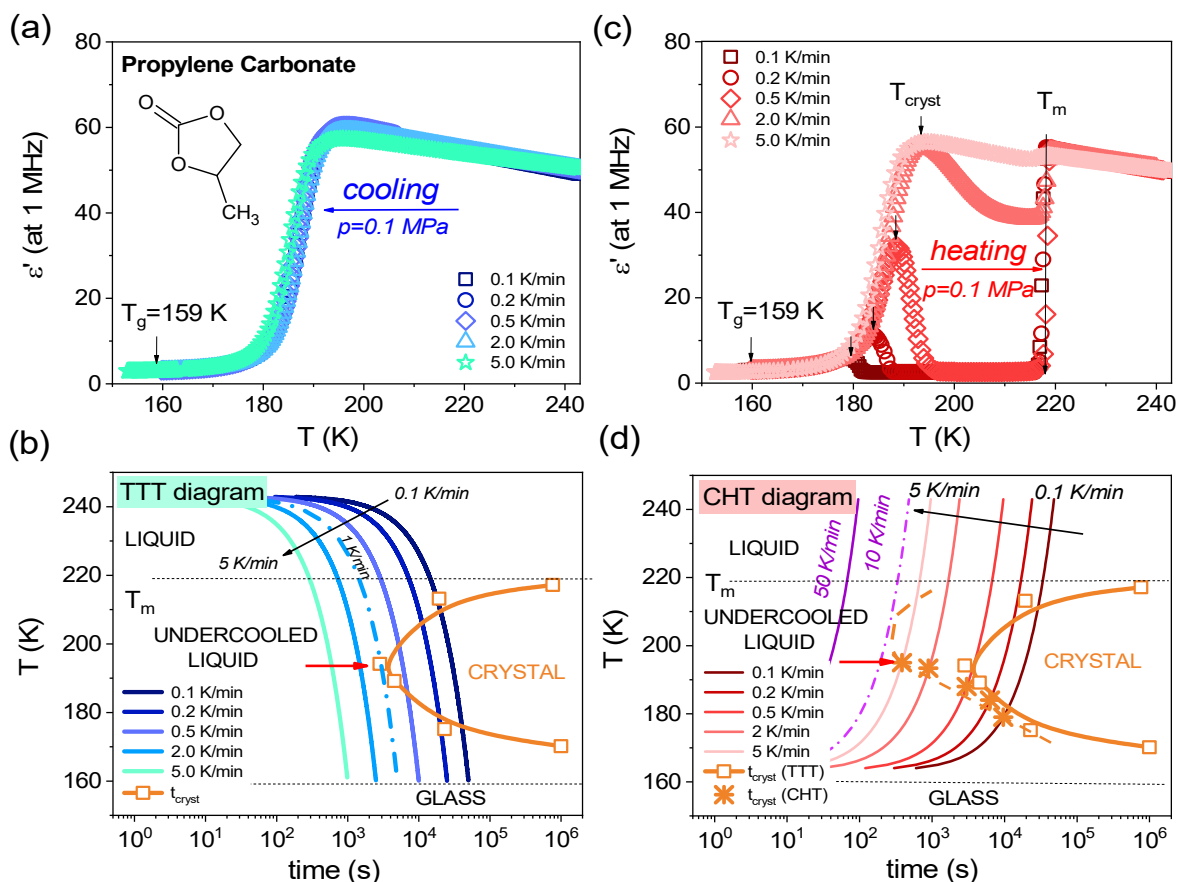 (a)
80
60
40
20
0
ε' (at 1 MHz)
Propylene Carbonate
O
O
O
CH3
cooling
p=0.1 MPa
Tg=159 K
0.1 K/min
0.2 K/min
0.5 K/min
2.0 K/min
5.0 K/min
160 180 200 220 240
T (K)
(c)
80
60
40
20
0
ε' (at 1 MHz)
0.1 K/min
0.2 K/min
0.5 K/min
2.0 K/min
5.0 K/min
Tcryst
Tm
heating
p=0.1 MPa
Tg=159 K
160 180 200 220 240
T (K)
(b)
240
220
200
180
160
T (K)
TTT diagram
0.1 K/min
LIQUID
5 K/min
1 K/min
Tm
UNDERCOOLED
LIQUID
CRYSTAL
0.1 K/min
0.2 K/min
0.5 K/min
2.0 K/min
5.0 K/min
tcryst
GLASS
10^0 10^1 10^2 10^3 10^4 10^5 10^6
time (s)
(d)
240
220
200
180
160
T (K)
CHT diagram
5 K/min
0.1 K/min
LIQUID
50 K/min
10 K/min
Tm
UNDERCOOLED
LIQUID
CRYSTAL
0.1 K/min
0.2 K/min
0.5 K/min
2 K/min
5 K/min
tcryst (TTT)
tcryst (CHT)
GLASS
10^0 10^1 10^2 10^3 10^4 10^5 10^6
time (s)